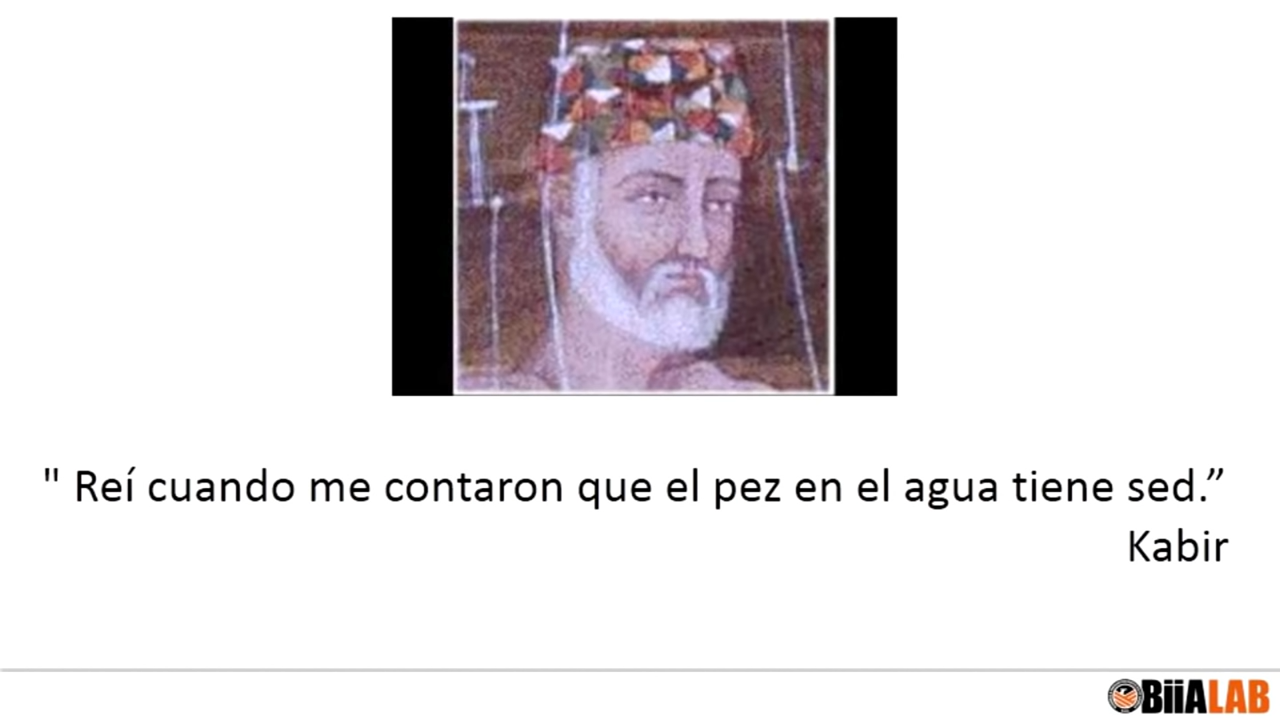 " Reí cuando me contaron que el pez en el agua tiene sed.”
Kabir
BiiALAB